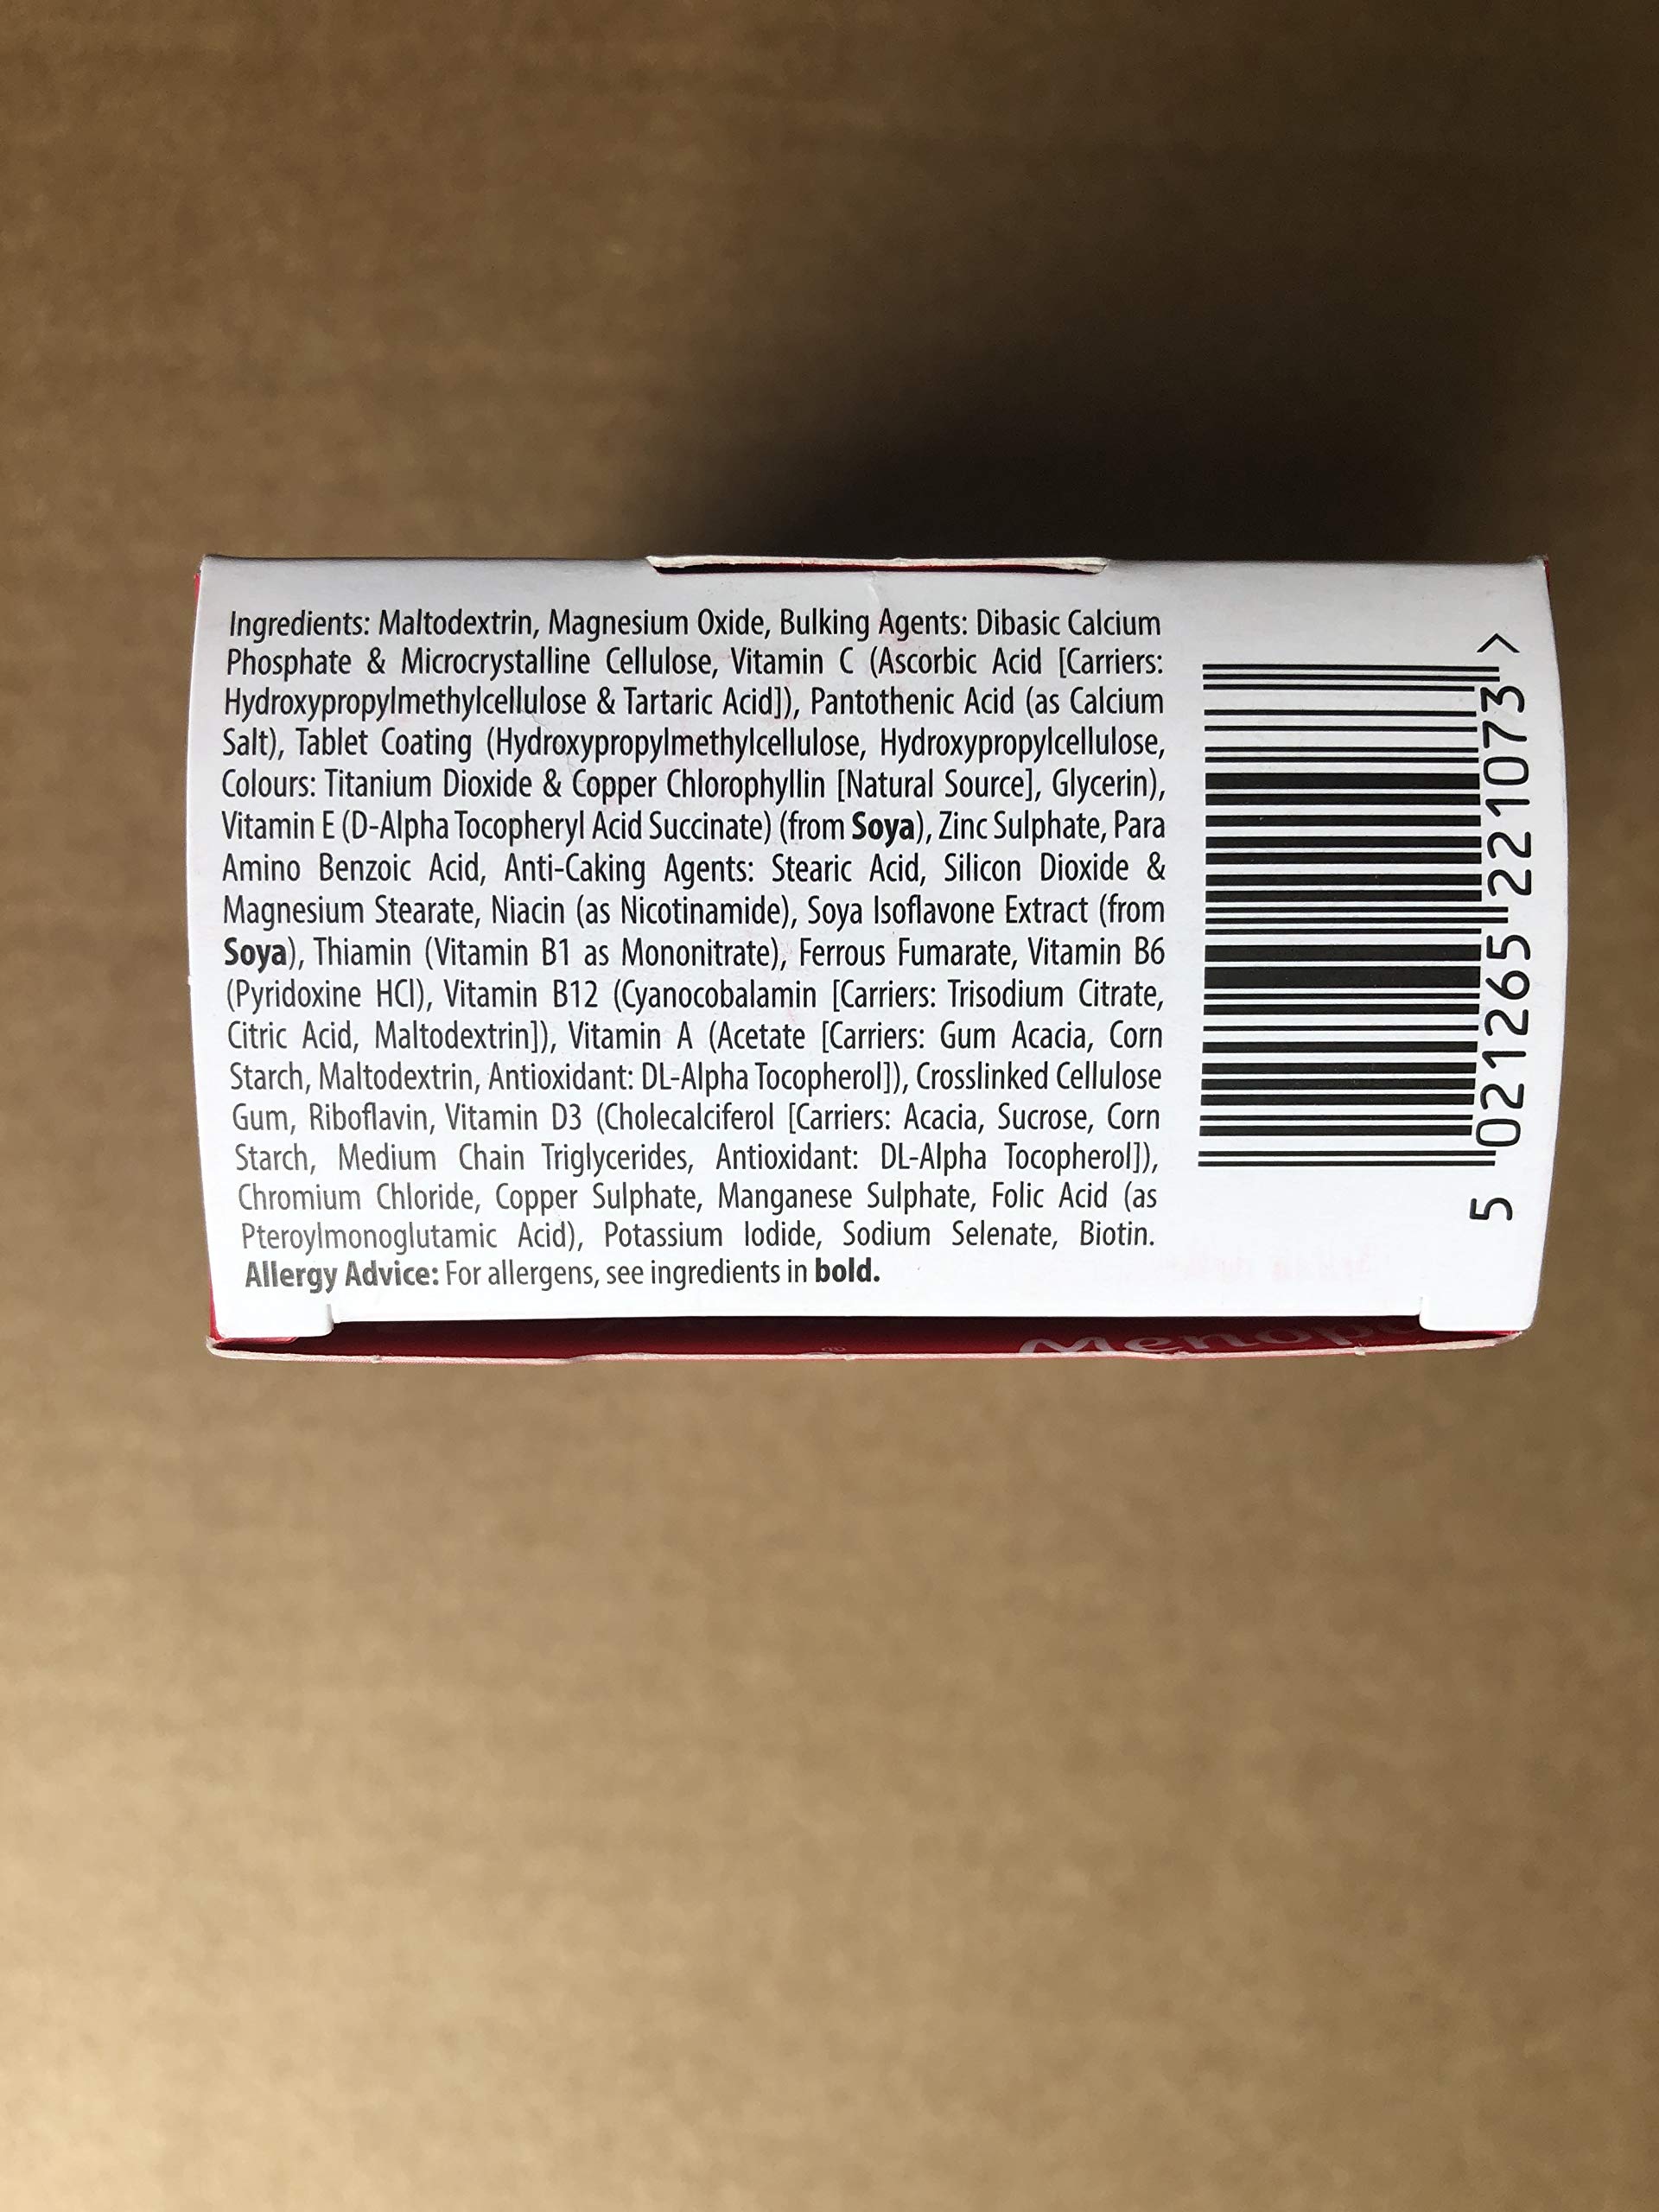 Ingredients: Maltodextrin, Magnesium Oxide, Bulking Agents: Dibasic Calcium
Phosphate & Microcrystalline Cellulose, Vitamin C (Ascorbic Acid [Carriers:
Hydroxypropylmethylcellulose & Tartaric Acid]), Pantothenic Acid (as Calcium
Salt), Tablet Coating (Hydroxypropylmethylcellulose, Hydroxypropylcellulose,
Colours: Titanium Dioxide & Copper Chlorophyllin [Natural Source], Glycerin),
Vitamin E (D-Alpha Tocopheryl Acid Succinate) (from Soya), Zinc Sulphate, Para
Amino Benzoic Acid, Anti-Caking Agents: Stearic Acid, Silicon Dioxide &
Magnesium Stearate, Niacin (as Nicotinamide), Soya Isoflavone Extract (from
Soya), Thiamin (Vitamin B1 as Mononitrate), Ferrous Fumarate, Vitamin B6
(Pyridoxine HCl), Vitamin B12 (Cyanocobalamin [Carriers: Trisodium Citrate,
Citric Acid, Maltodextrin]), Vitamin A (Acetate [Carriers: Gum Acacia, Corn
Starch, Maltodextrin, Antioxidant: DL-Alpha Tocopherol]), Crosslinked Cellulose
Gum, Riboflavin, Vitamin D3 (Cholecalciferol [Carriers: Acacia, Sucrose, Corn
Starch, Medium Chain Triglycerides, Antioxidant: DL-Alpha Tocopherol]),
Chromium Chloride, Copper Sulphate, Manganese Sulphate, Folic Acid (as
Pteroylmonoglutamic Acid), Potassium Iodide, Sodium Selenate, Biotin.
Allergy Advice: For allergens, see ingredients in bold.
5 021265 221073 >